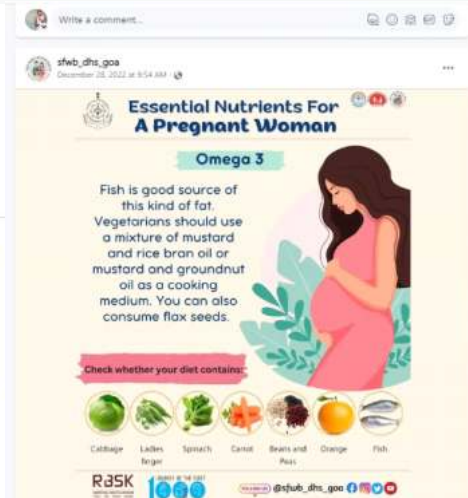 Write a comment...
sfwb_dhs_goa
December 28, 2022 at 9:54 AM
Essential Nutrients For
A Pregnant Woman
Omega 3
Fish is good source of
this kind of fat.
Vegetarians should use
a mixture of mustard
and rice bran oil or
mustard and groundnut
oil as a cooking
medium. You can also
consume flax seeds.
Check whether your diet contains:
Cabbage Ladies finger Spinach Carrot Beans and Peas Orange Fish
RBSK
1000
@sfwb_dhs_goa